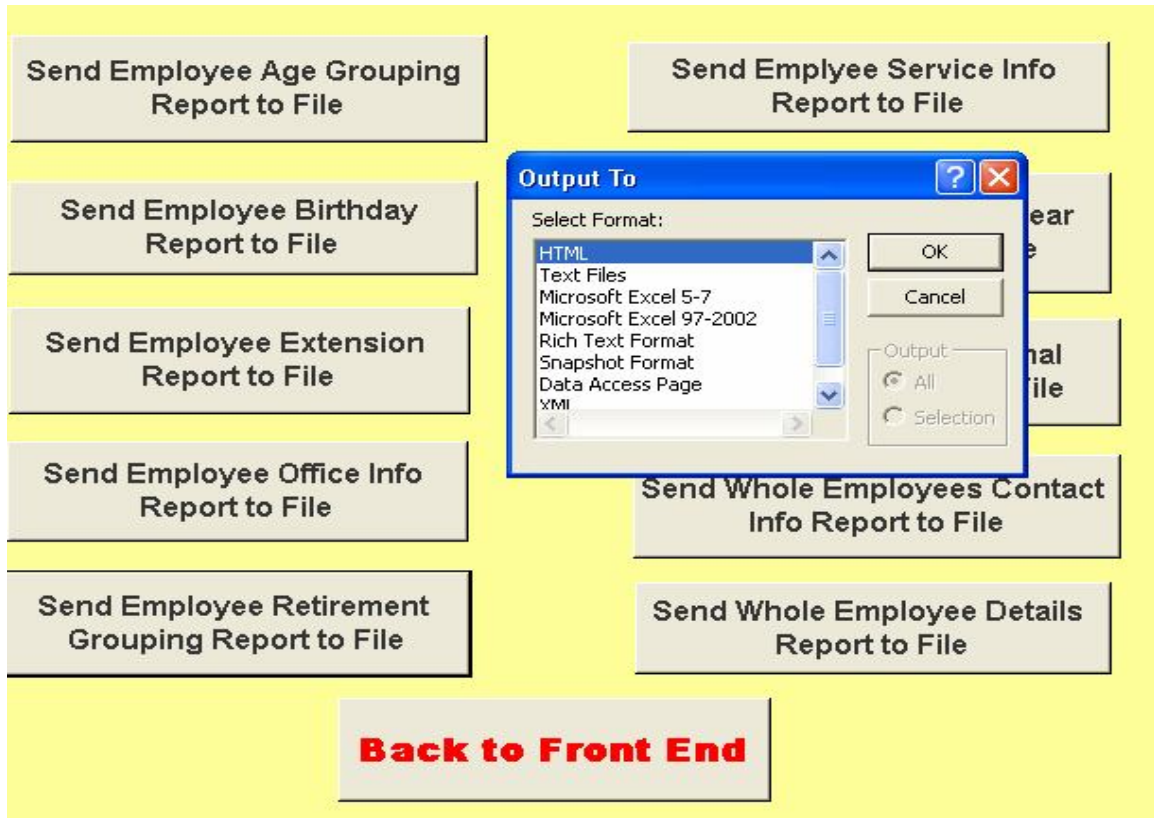 Send Employee Age Grouping
Report to File
Send Emplyee Service Info
Report to File
Output To
Select Format:
HTML
Text Files
Microsoft Excel 5-7
Microsoft Excel 97-2002
Rich Text Format
Snapshot Format
Data Access Page
XML
OK
Cancel
Output
All
Selection
Send Employee Birthday
Report to File
ear
Send Employee Extension
Report to File
nal
ile
Send Employee Office Info
Report to File
Send Whole Employees Contact
Info Report to File
Send Employee Retirement
Grouping Report to File
Send Whole Employee Details
Report to File
Back to Front End